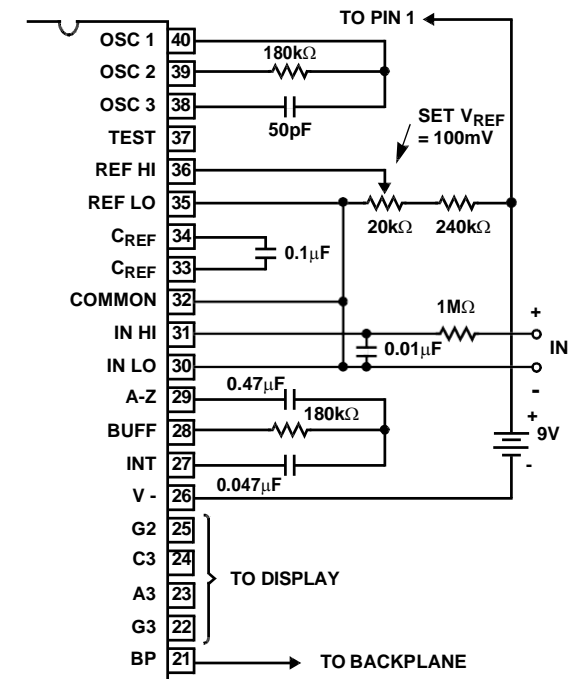 TO PIN 1
OSC 1 40
180kΩ
OSC 2 39
OSC 3 38
50pF
TEST 37
SET VREF
= 100mV
REF HI 36
REF LO 35
20kΩ 240kΩ
CREF 34
0.1µF
CREF 33
COMMON 32
1MΩ
+
IN HI 31
IN
0.01µF
IN LO 30
-
A-Z 29
0.47µF
180kΩ
+
BUFF 28
9V
-
INT 27
0.047µF
V - 26
G2 25
C3 24
TO DISPLAY
A3 23
G3 22
BP 21
TO BACKPLANE